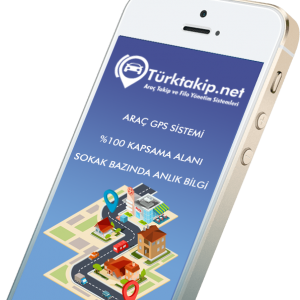 Türktakip.net
Araç Takip ve Filo Yönetim Sistemleri
ARAÇ GPS SİSTEMİ
%100 KAPSAMA ALANI
SOKAK BAZINDA ANLIK BİLGİ